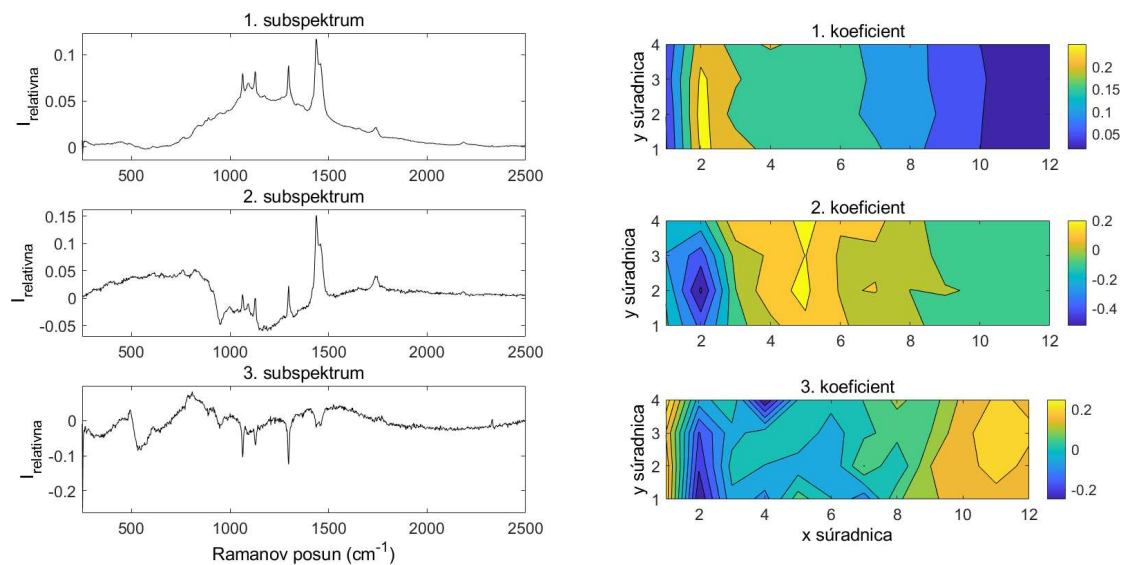 1. subspektrum
I_relativna
0.1
0.05
0
500 1000 1500 2000 2500
1. koeficient
y súradnica
4
3
2
1
2 4 6 8 10 12
0.2
0.15
0.1
0.05
2. subspektrum
I_relativna
0.15
0.1
0.05
0
-0.05
500 1000 1500 2000 2500
2. koeficient
y súradnica
4
3
2
1
2 4 6 8 10 12
0.2
0
-0.2
-0.4
3. subspektrum
I_relativna
0
-0.1
-0.2
500 1000 1500 2000 2500
Ramanov posun (cm⁻¹)
3. koeficient
y súradnica
4
3
2
1
2 4 6 8 10 12
x súradnica
0.2
0
-0.2